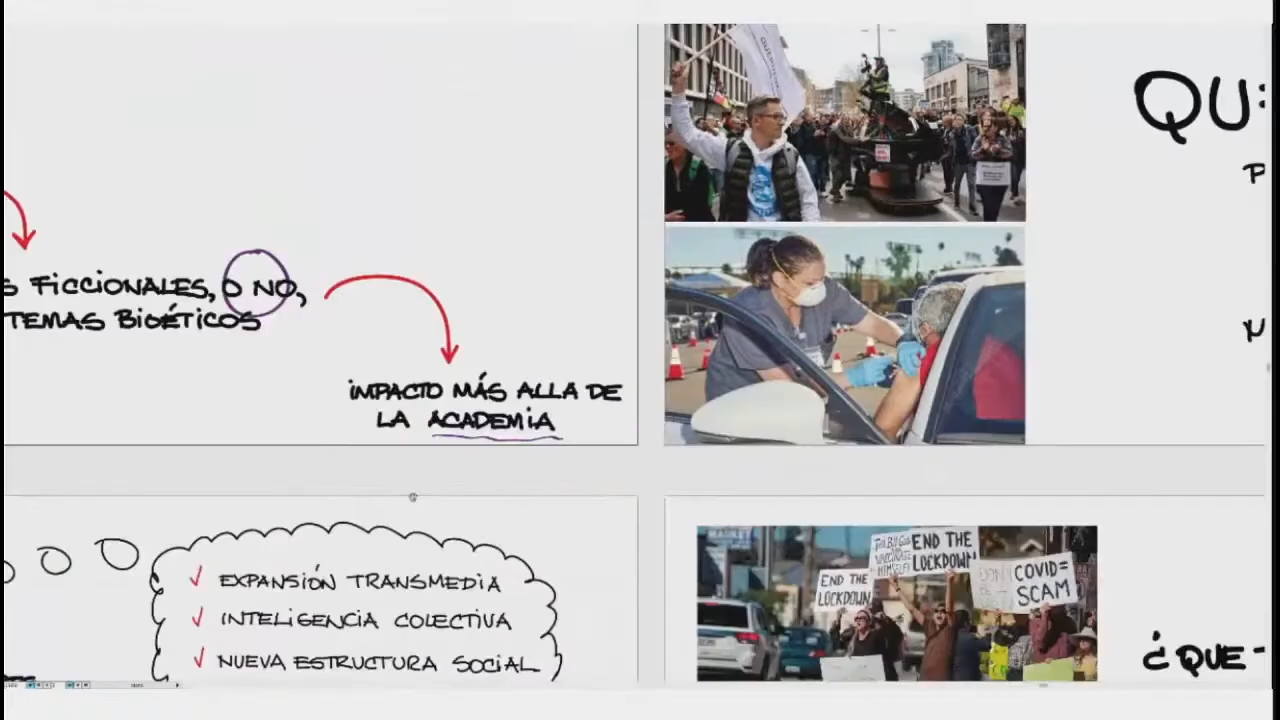 S FICCIONALES, O NO,
TEMAS BIOÉTICOS
IMPACTO MÁS ALLA DE
LA ACADEMIA
QU
P
EXPANSIÓN TRANSMEDIA
INTELIGENCIA COLECTIVA
NUEVA ESTRUCTURA SOCIAL
END THE
LOCKDOWN
END THE
LOCKDOWN
COVID=
SCAM
¿QUE